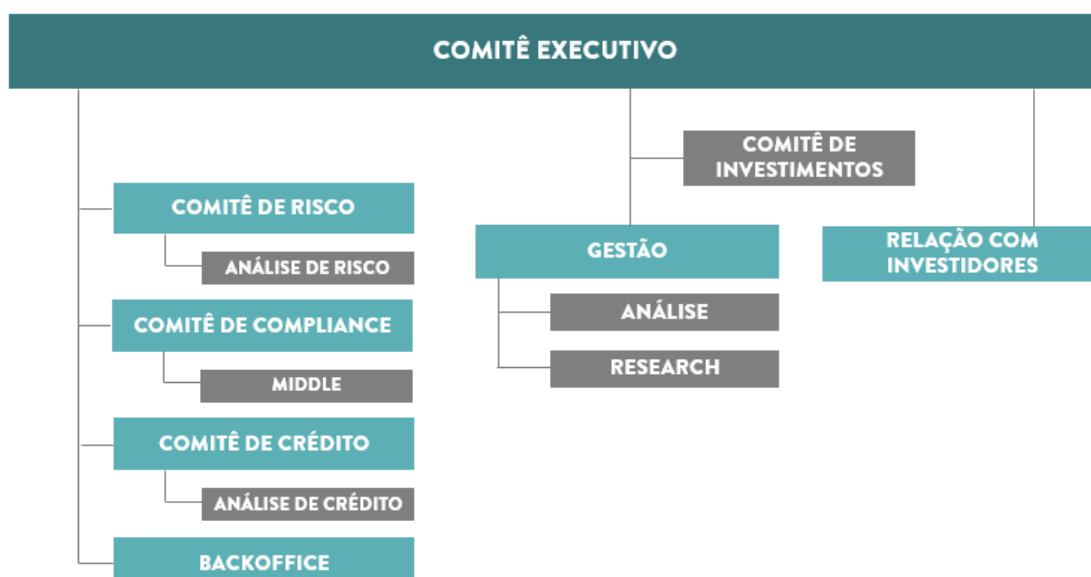 COMITÊ EXECUTIVO
COMITÊ DE
INVESTIMENTOS
COMITÊ DE RISCO
ANÁLISE DE RISCO
COMITÊ DE COMPLIANCE
MIDDLE
COMITÊ DE CRÉDITO
ANÁLISE DE CRÉDITO
BACKOFFICE
GESTÃO
ANÁLISE
RESEARCH
RELAÇÃO COM
INVESTIDORES